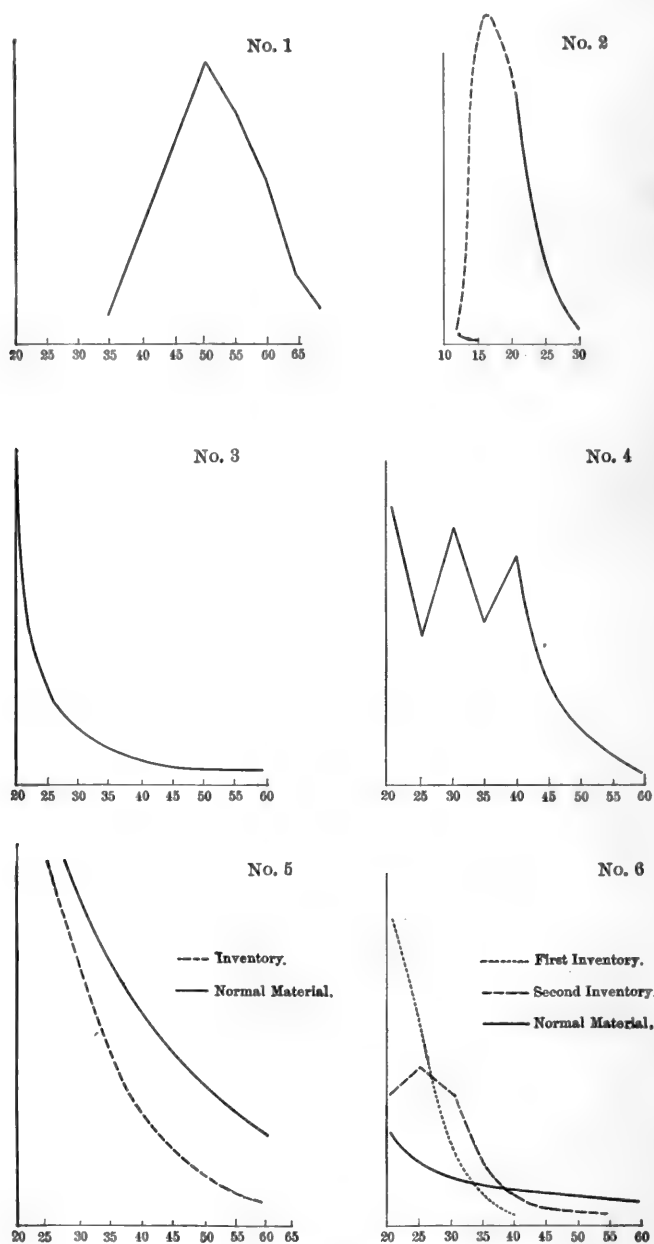 No. 1
20 25 30 35 40 45 50 55 60 65
No. 2
10 15 20 25 30
No. 3
20 25 30 35 40 45 50 55 60
No. 4
20 25 30 35 40 45 50 55 60
No. 5
Inventory.
Normal Material.
20 25 30 35 40 45 50 55 60 65
No. 6
First Inventory.
Second Inventory.
Normal Material.
20 25 30 35 40 45 50 55 60